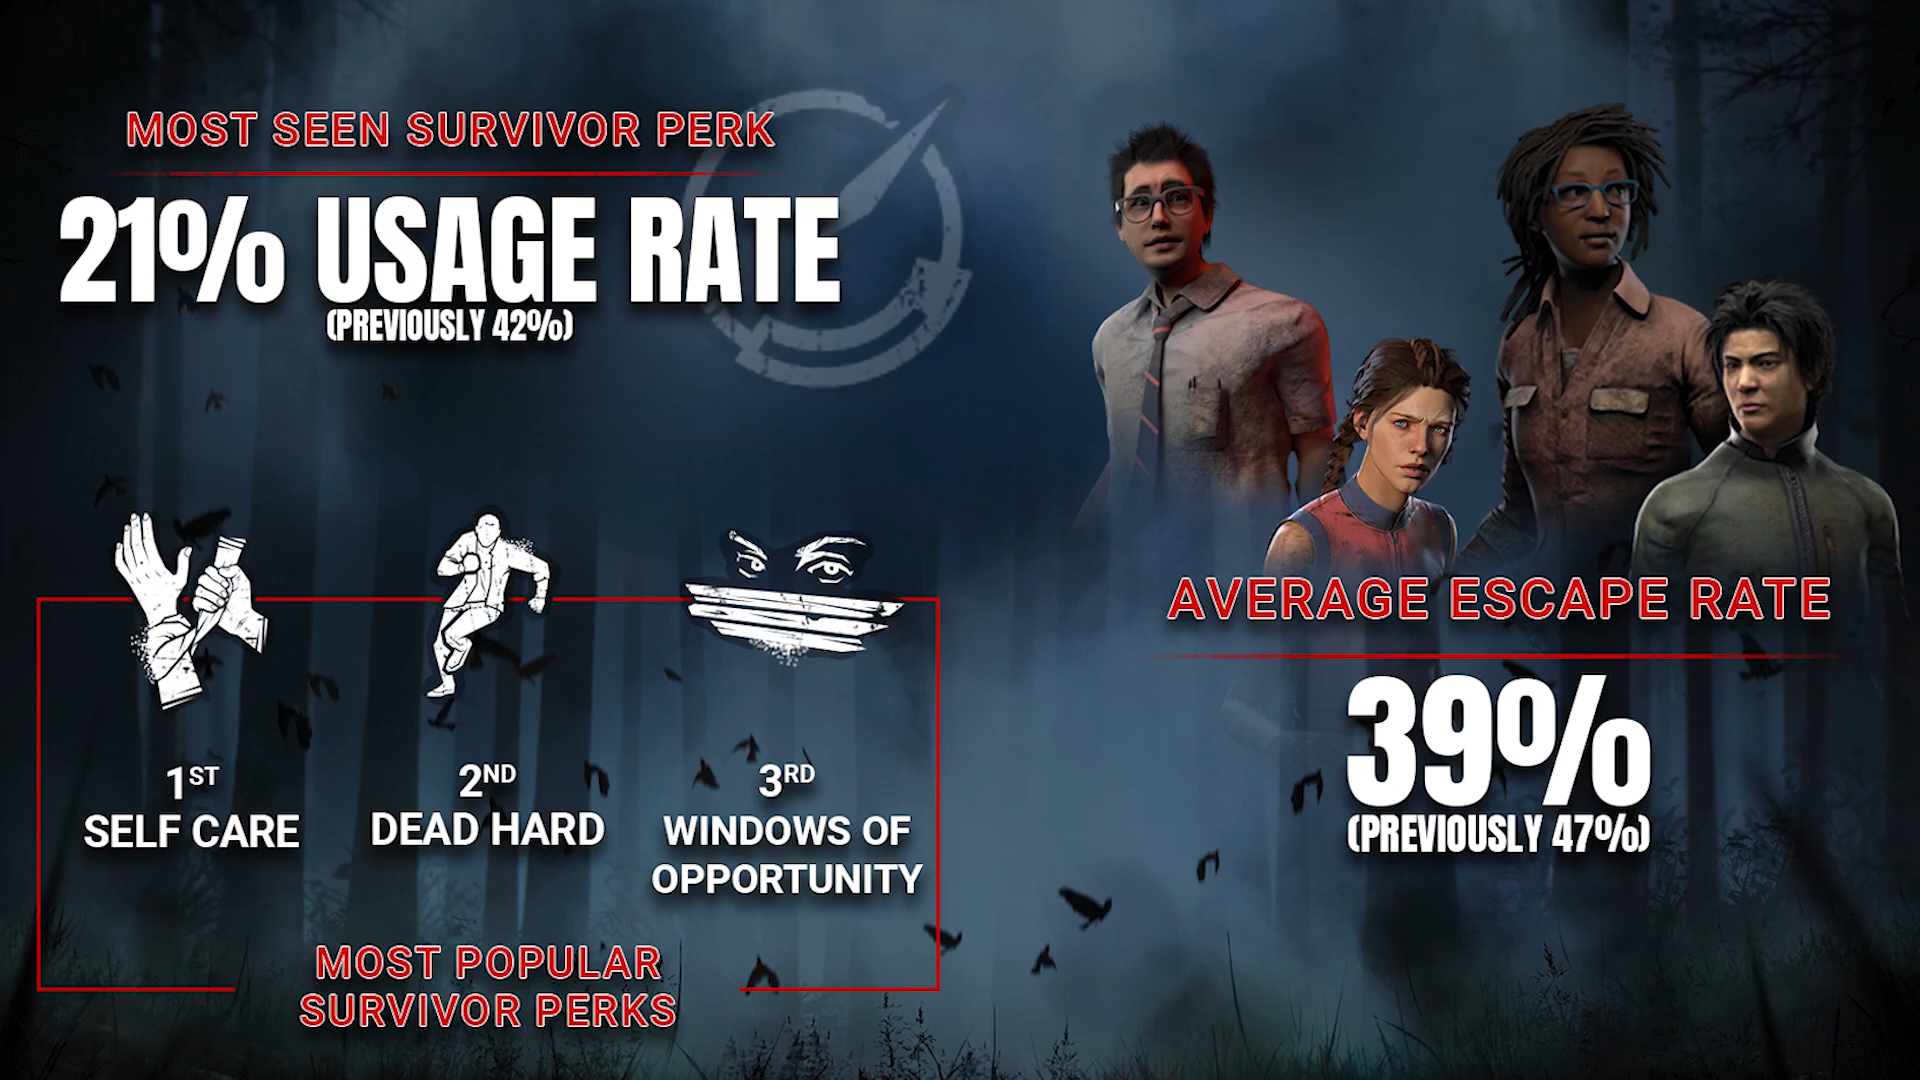 MOST SEEN SURVIVOR PERK
21% USAGE RATE
(PREVIOUSLY 42%)
1ST
SELF CARE
2ND
DEAD HARD
3RD
WINDOWS OF
OPPORTUNITY
MOST POPULAR
SURVIVOR PERKS
AVERAGE ESCAPE RATE
39%
(PREVIOUSLY 47%)